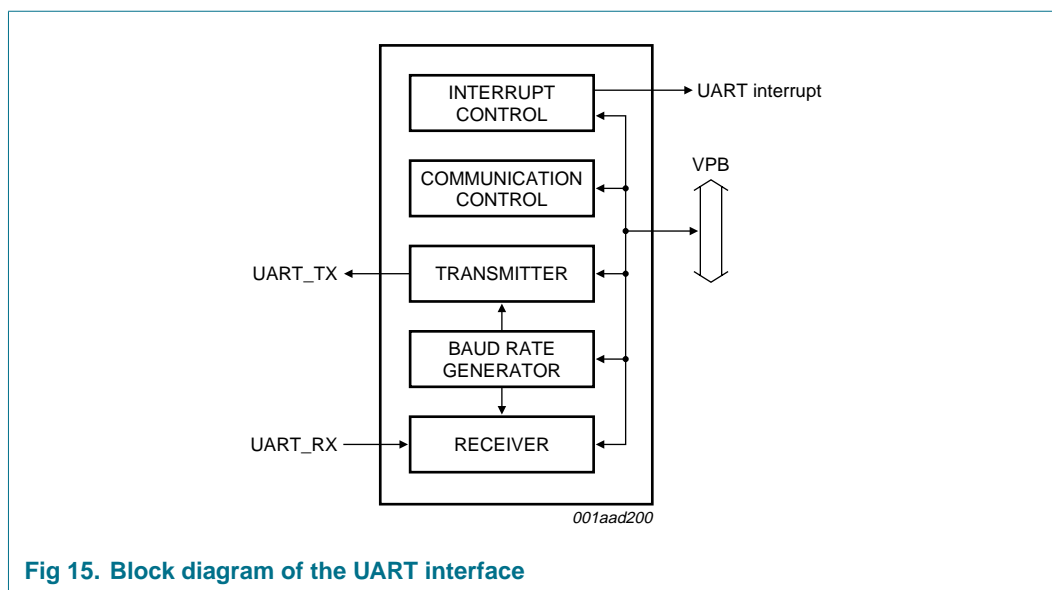 INTERRUPT
CONTROL
UART interrupt
COMMUNICATION
CONTROL
VPB
UART_TX
TRANSMITTER
BAUD RATE
GENERATOR
UART_RX
RECEIVER
001aad200
Fig 15. Block diagram of the UART interface